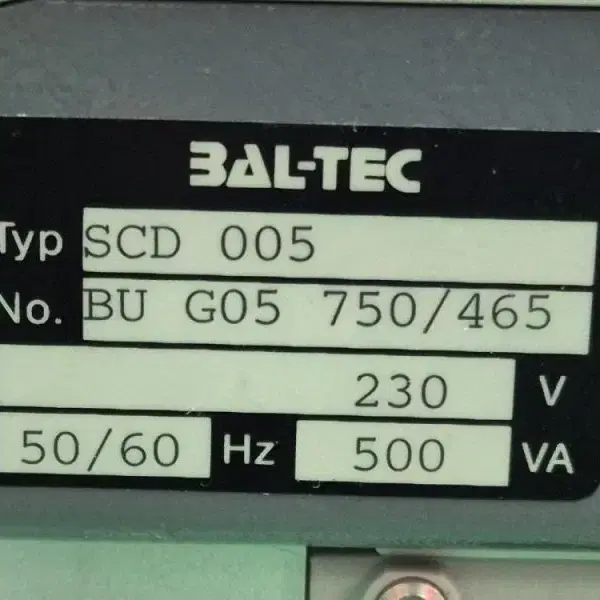 BAL-TEC
Typ SCD 005
No. BU G05 750/465
230 V
50/60 Hz 500 VA